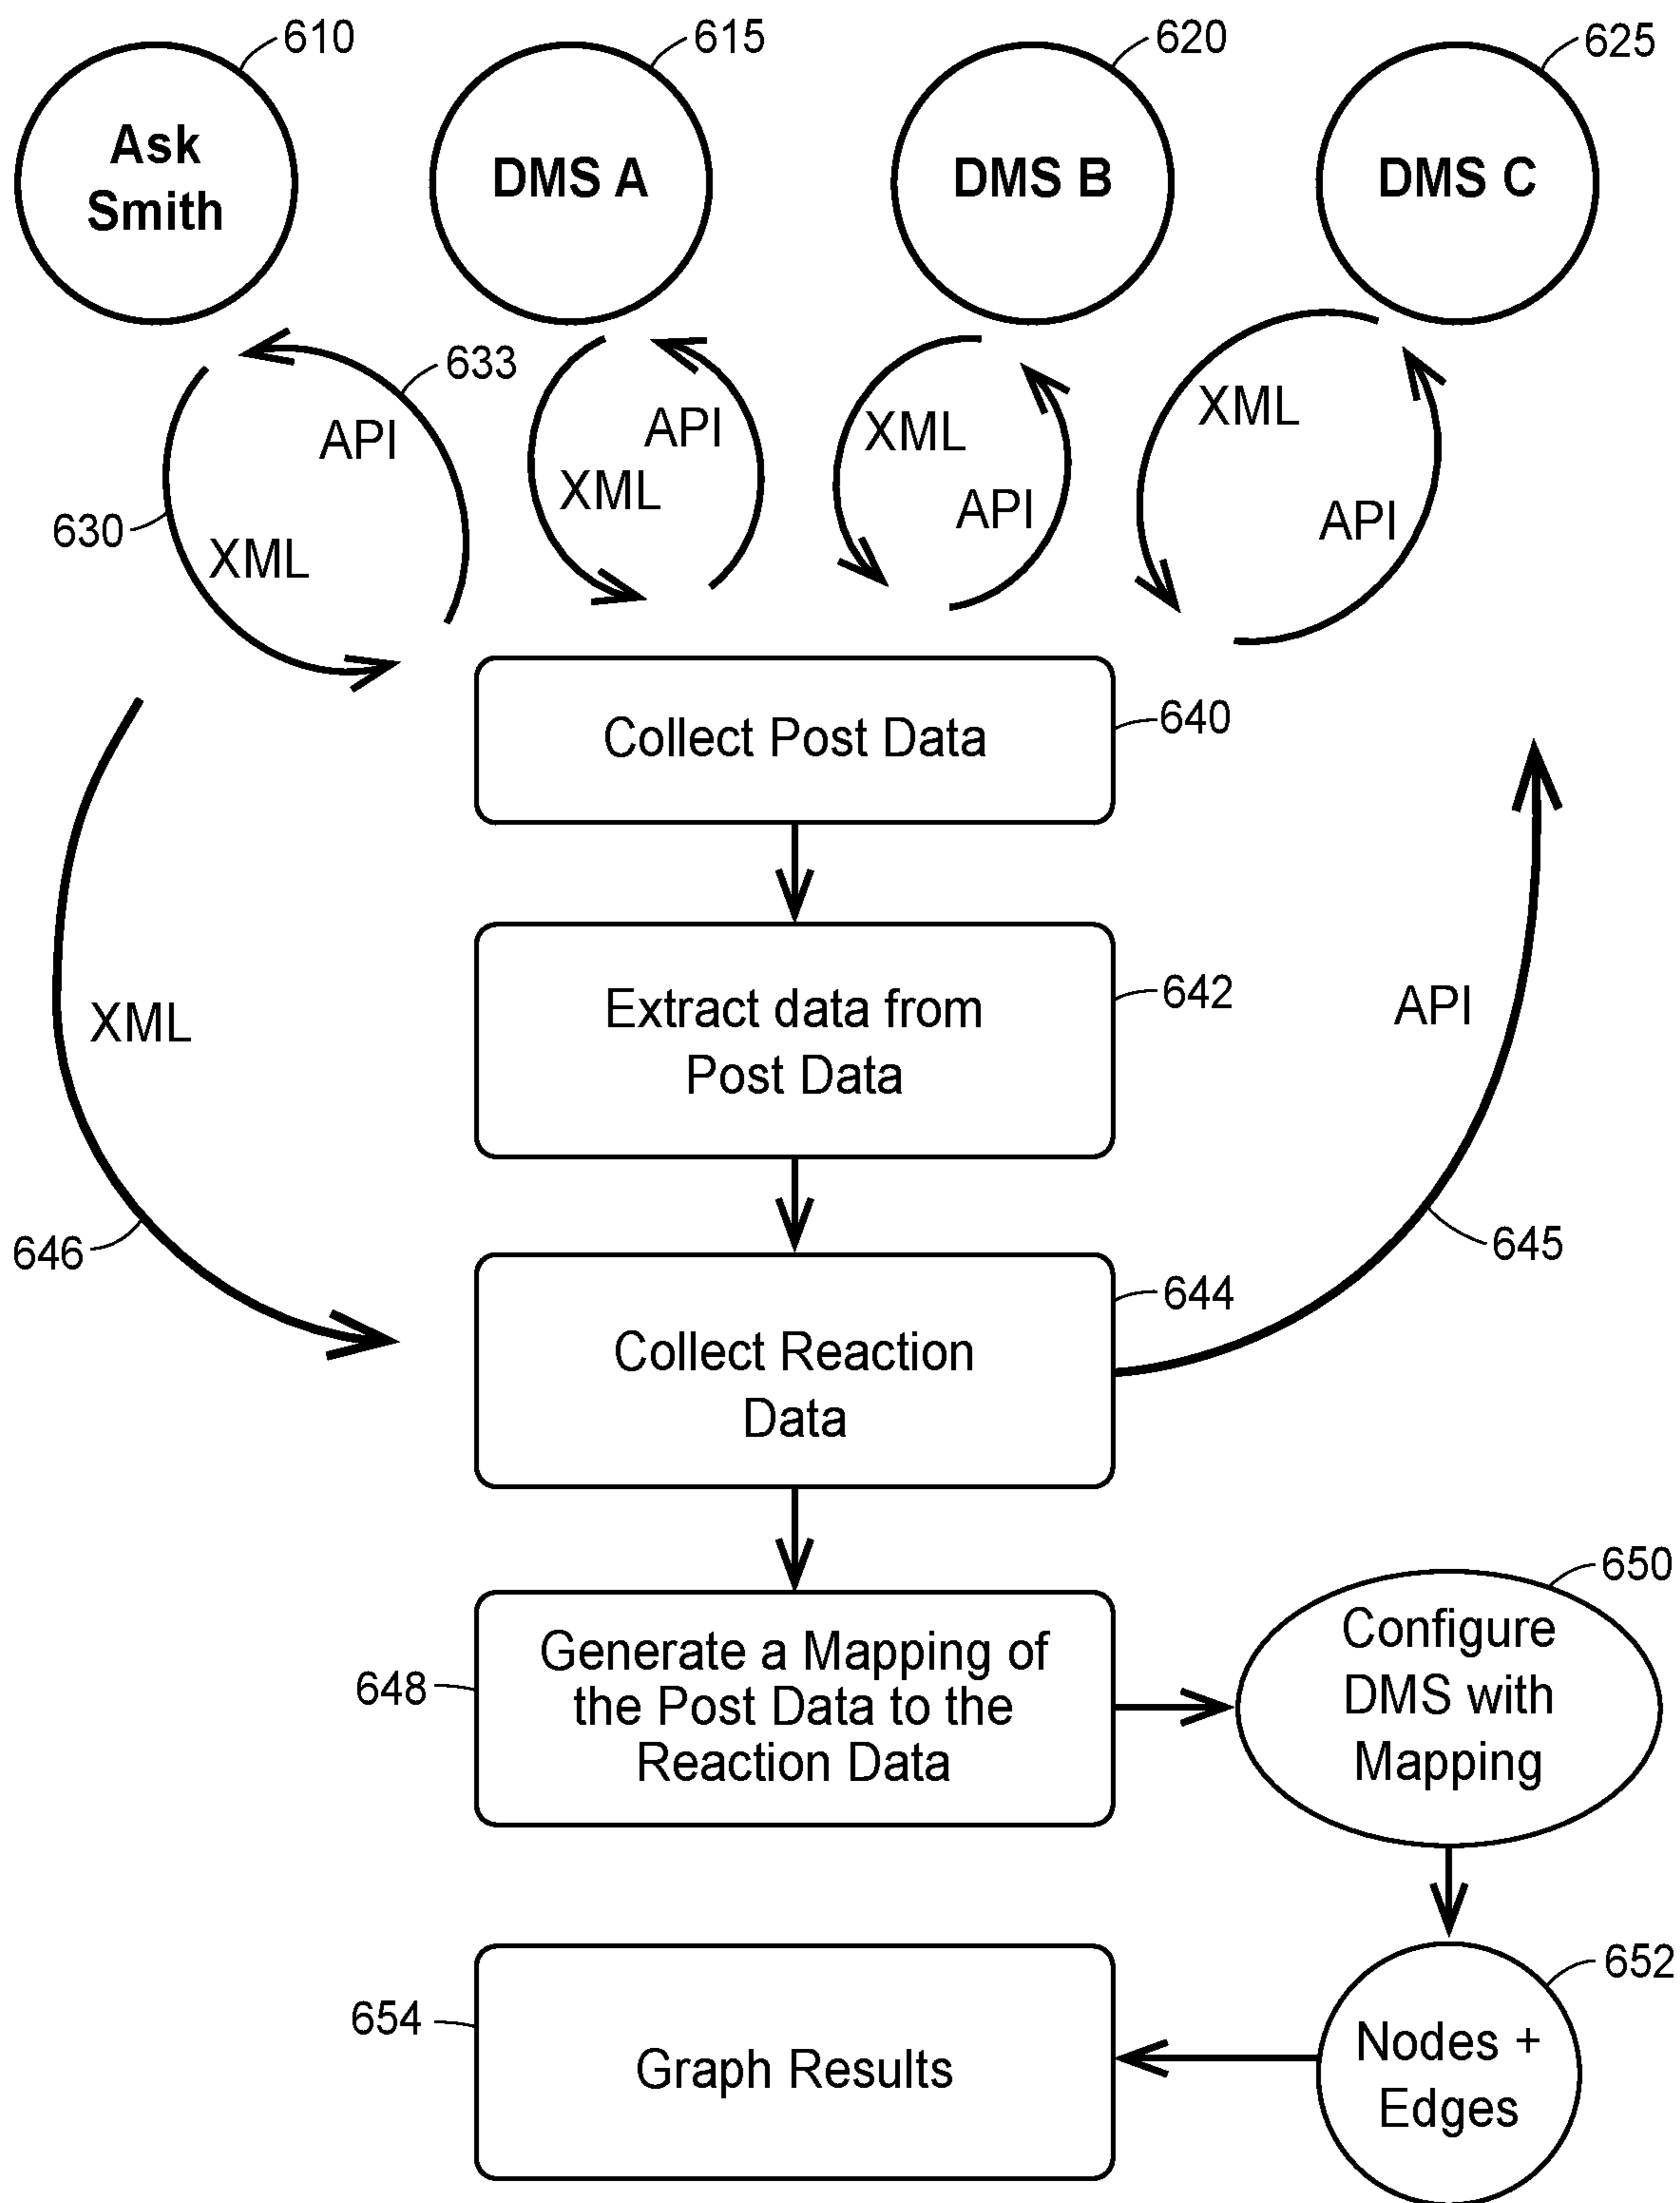 610
615
620
625
Ask
Smith
DMS A
DMS B
DMS C
633
API
630
XML
API
XML
XML
API
XML
API
Collect Post Data
640
Extract data from
Post Data
642
XML
API
646
645
Collect Reaction
Data
644
Generate a Mapping of
the Post Data to the
Reaction Data
648
650
Configure
DMS with
Mapping
652
Nodes +
Edges
654
Graph Results